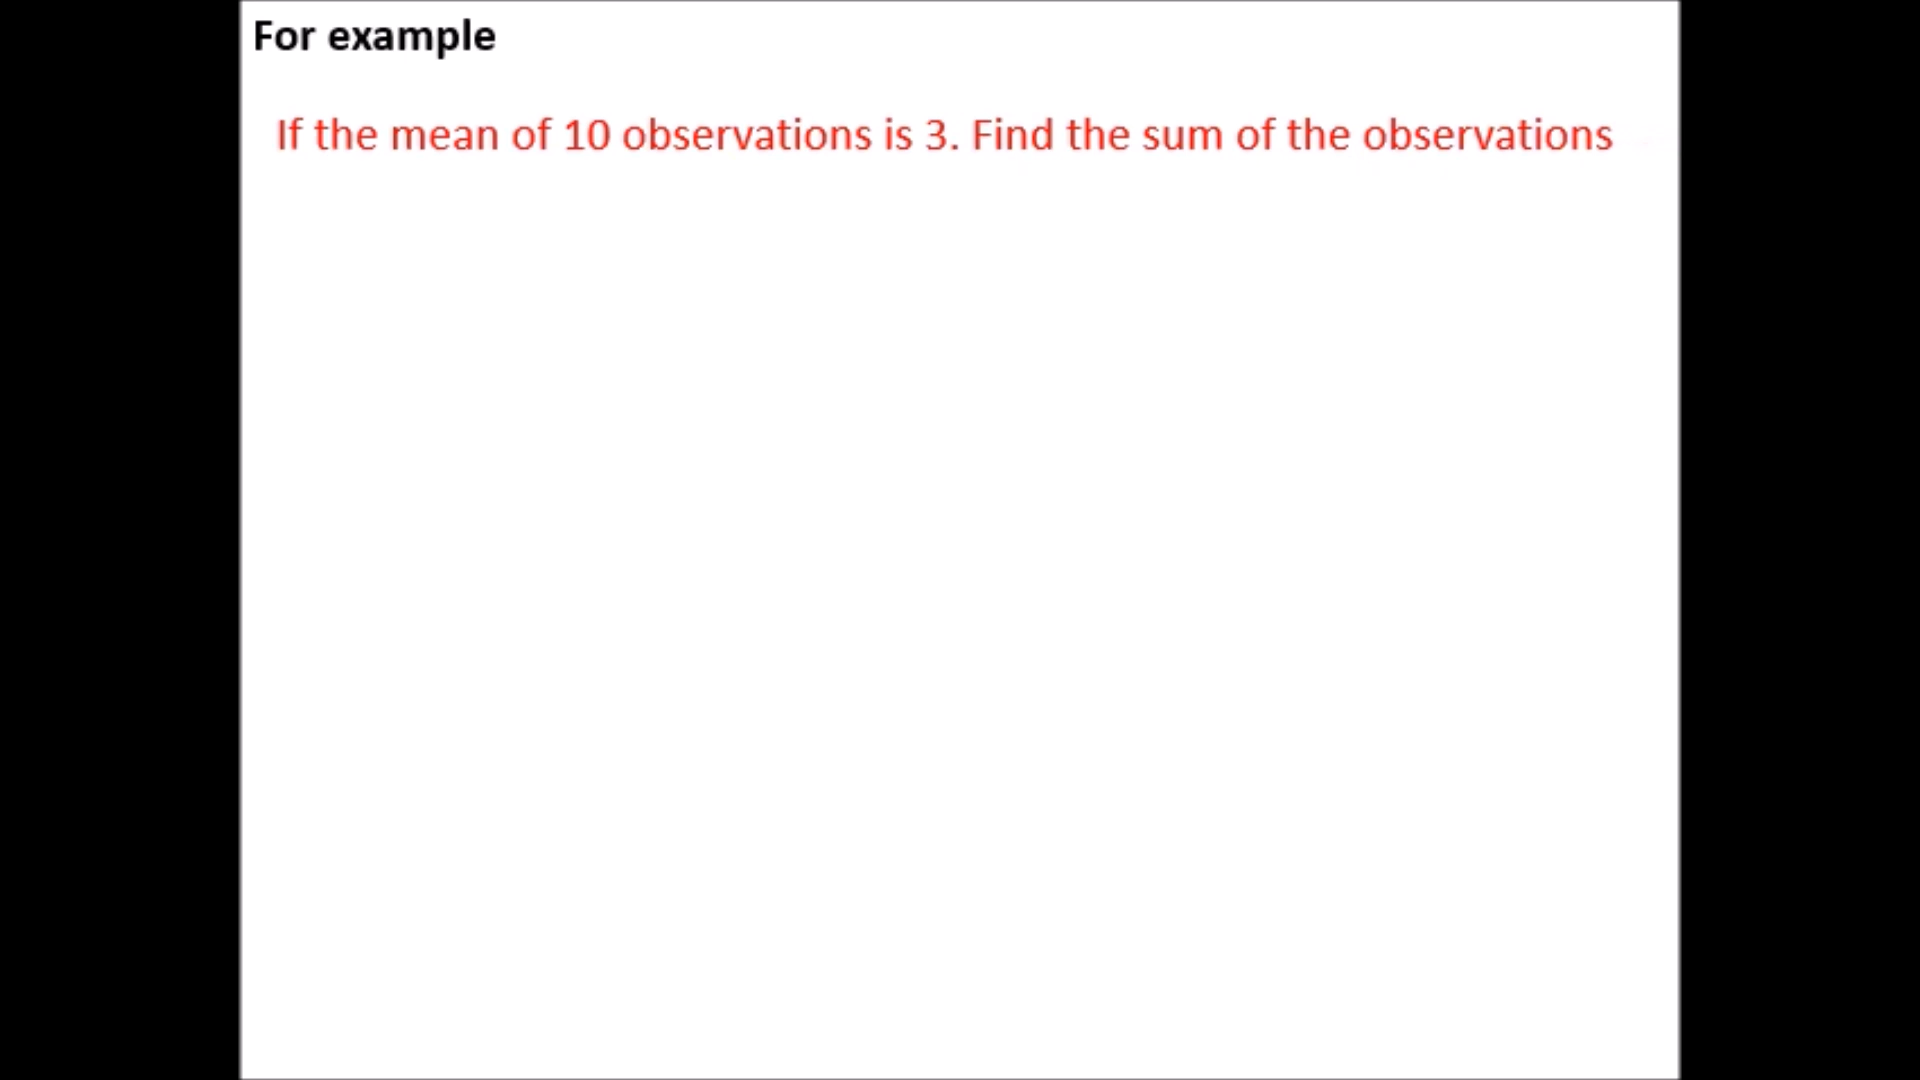 For example
If the mean of 10 observations is 3. Find the sum of the observations